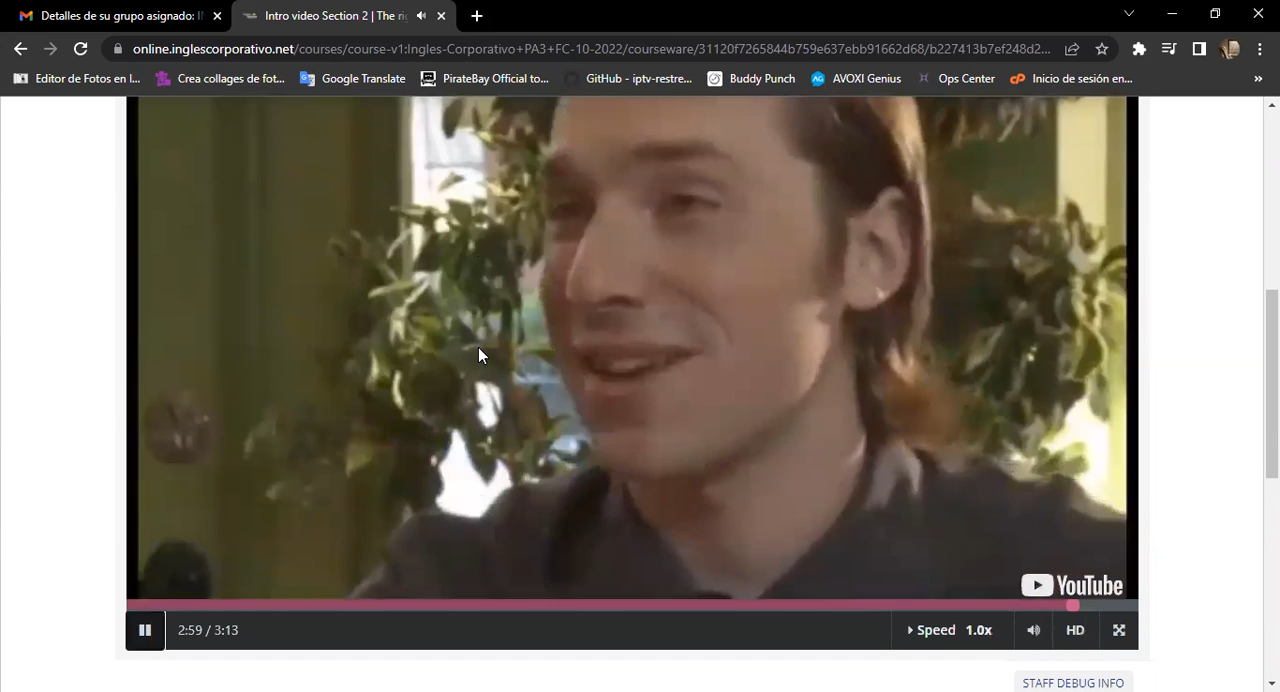 Detalles de su grupo asignado: I
Intro video Section 2 | The ri
online.inglescorporativo.net/courses/course-v1:Ingles-Corporativo+PA3+FC-10-2022/courseware/31120f7265844b759e637ebb91662d68/b227413b7ef248d2...
Editor de Fotos en l... Crea collages de fot... Google Translate PirateBay Official to... GitHub - iptv-restre... Buddy Punch AVOXI Genius Ops Center Inicio de sesión en... »
YouTube
2:59 / 3:13 Speed 1.0x HD
STAFF DEBUG INFO